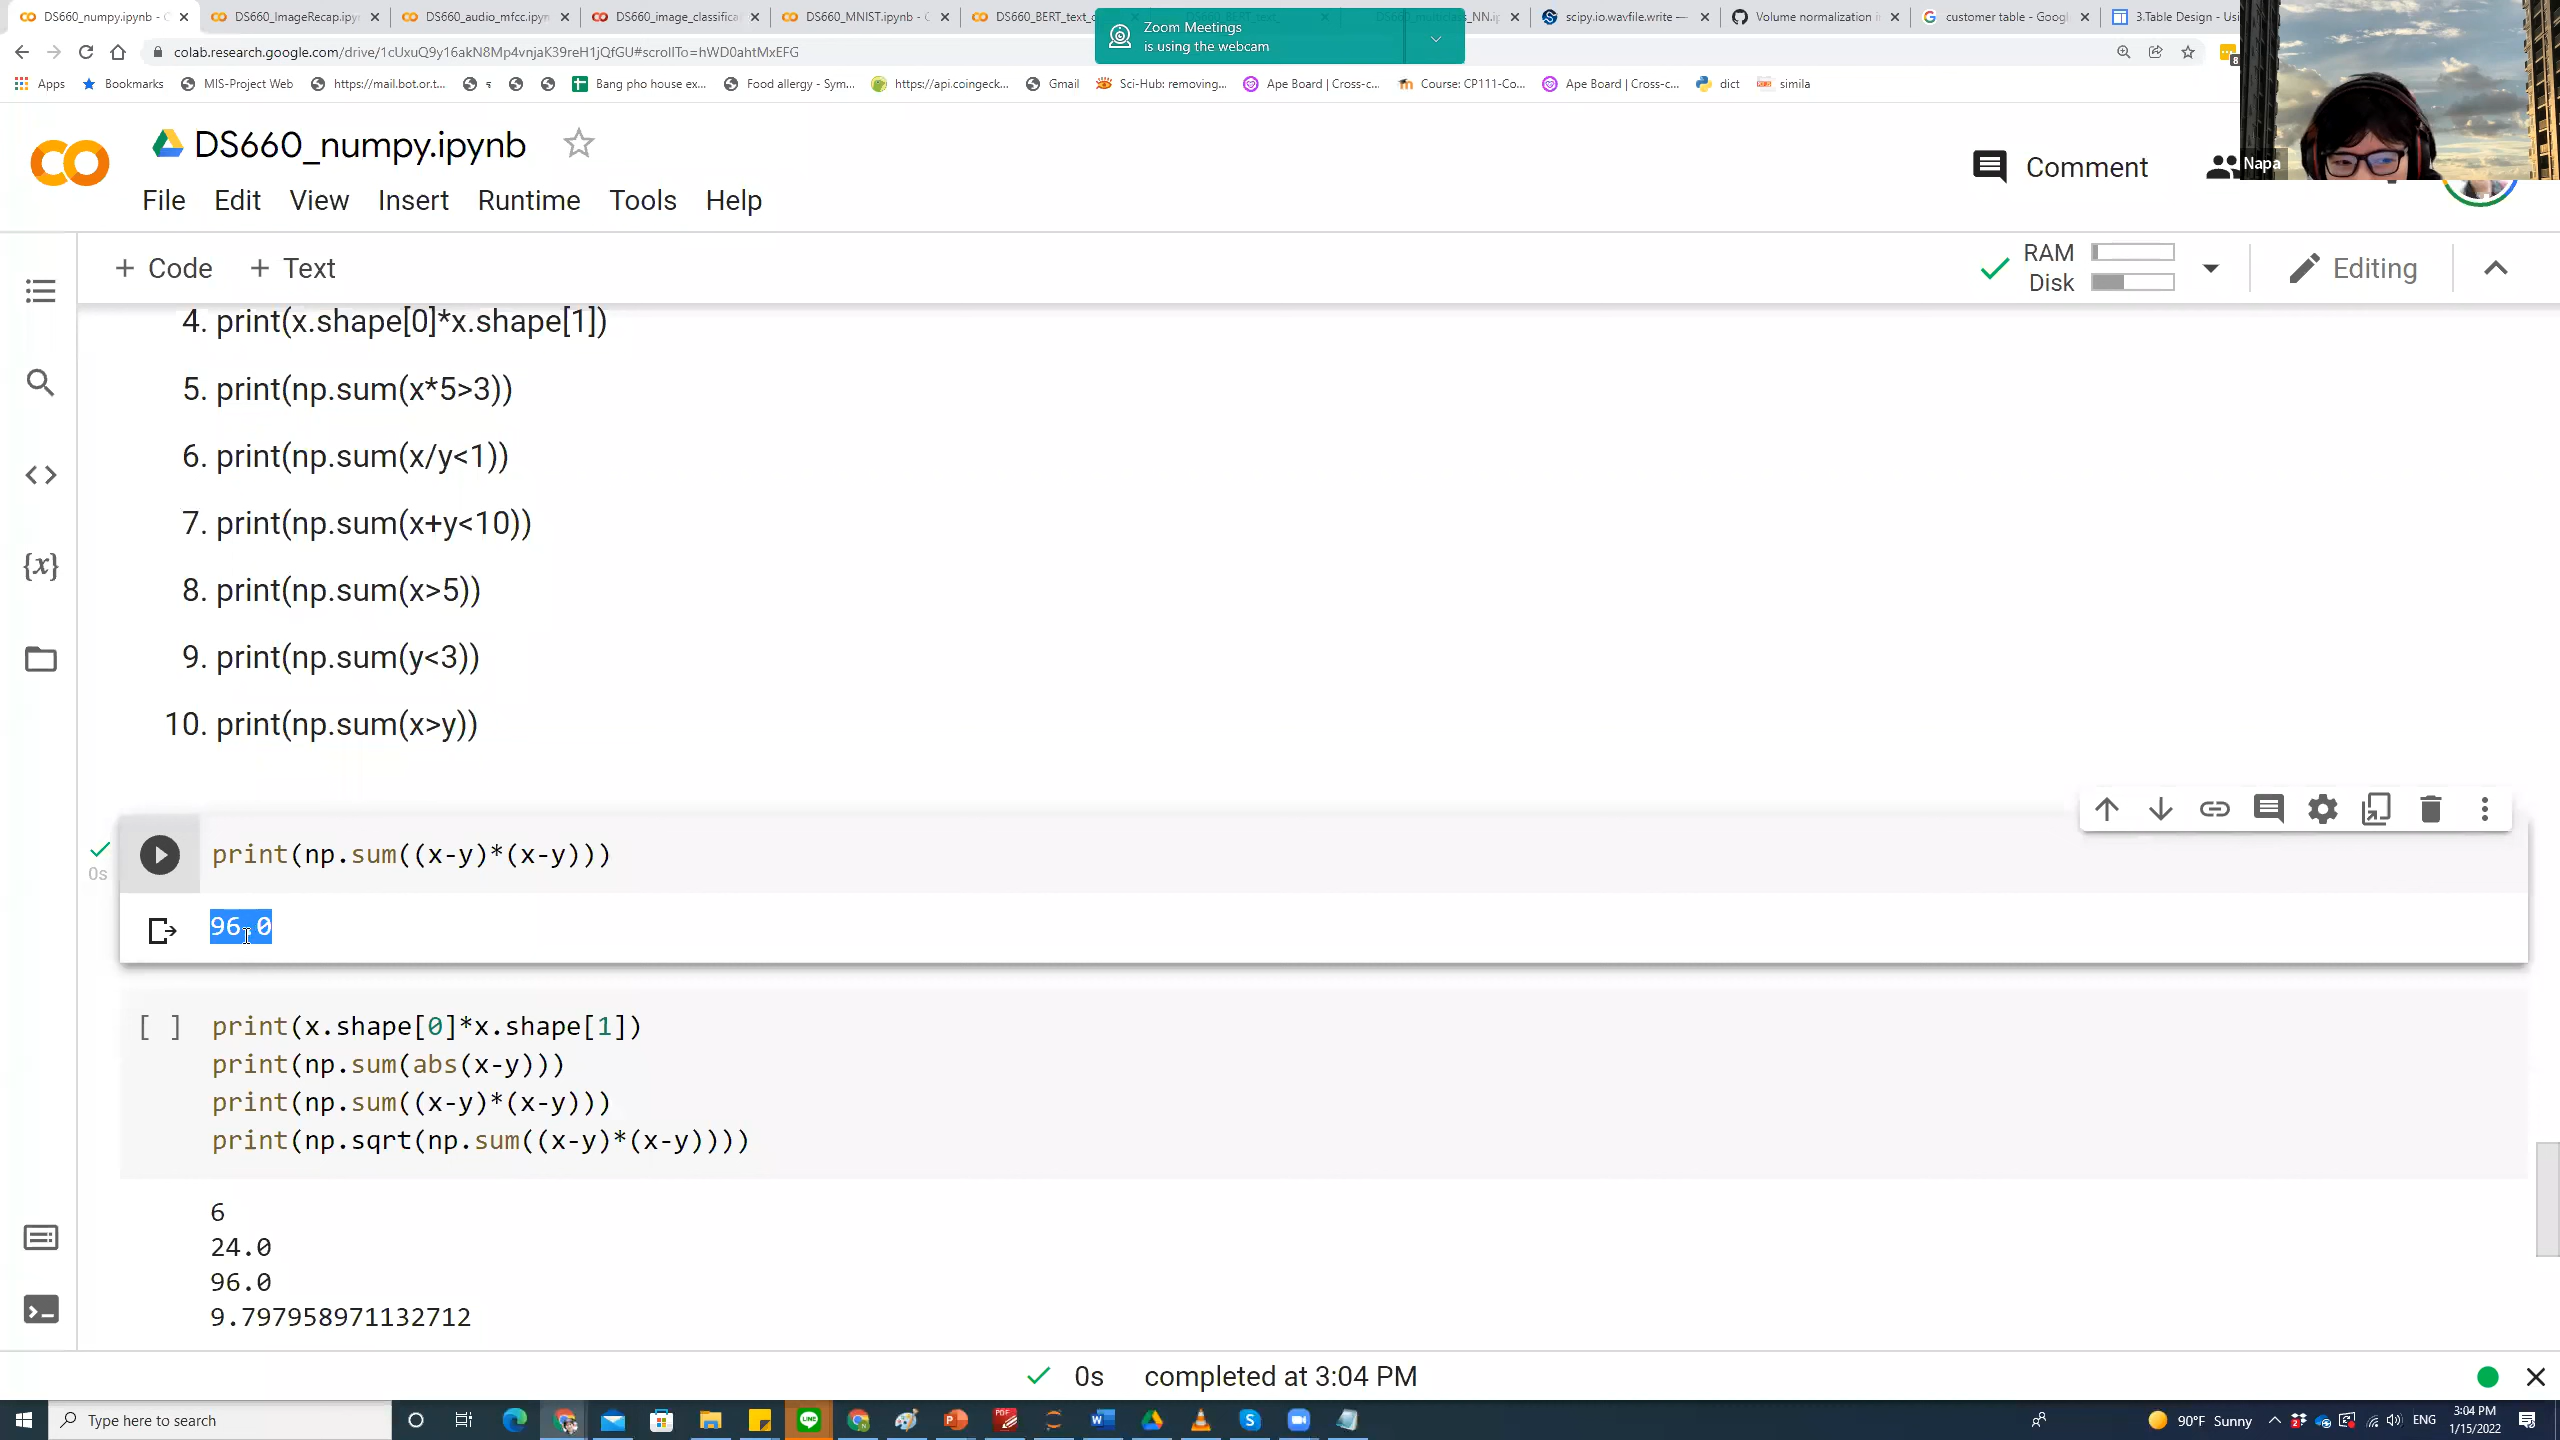 DS660_numpy.ipynb - C
DS660_ImageRecap.ipyn
DS660_audio_mfcc.ipyn
DS660_image_classifica
DS660_MNIST.ipynb - C
DS660_BERT_text_c
scipy.io.wavfile.write —
Volume normalization i
customer table - Googl
3.Table Design - Usi
Zoom Meetings
is using the webcam
colab.research.google.com/drive/1cUxuQ9y16akN8Mp4vnjaK39reH1jQfGU#scrollTo=hWD0ahtMxEFG
Apps
Bookmarks
MIS-Project Web
https://mail.bot.or.t...
Bang pho house ex...
Food allergy - Sym...
https://api.coingeck...
Gmail
Sci-Hub: removing...
Ape Board | Cross-c...
Course: CP111-Co...
Ape Board | Cross-c...
dict
simila
DS660_numpy.ipynb
Comment
Napa
File Edit View Insert Runtime Tools Help
+ Code + Text
RAM
Disk
Editing
4. print(x.shape[0]*x.shape[1])
5. print(np.sum(x*5>3))
6. print(np.sum(x/y<1))
7. print(np.sum(x+y<10))
8. print(np.sum(x>5))
9. print(np.sum(y<3))
10. print(np.sum(x>y))
0s
print(np.sum((x-y)*(x-y)))
96.0
[ ] print(x.shape[0]*x.shape[1])
print(np.sum(abs(x-y)))
print(np.sum((x-y)*(x-y)))
print(np.sqrt(np.sum((x-y)*(x-y))))
6
24.0
96.0
9.797958971132712
0s completed at 3:04 PM
Type here to search
90°F Sunny
ENG
3:04 PM
1/15/2022